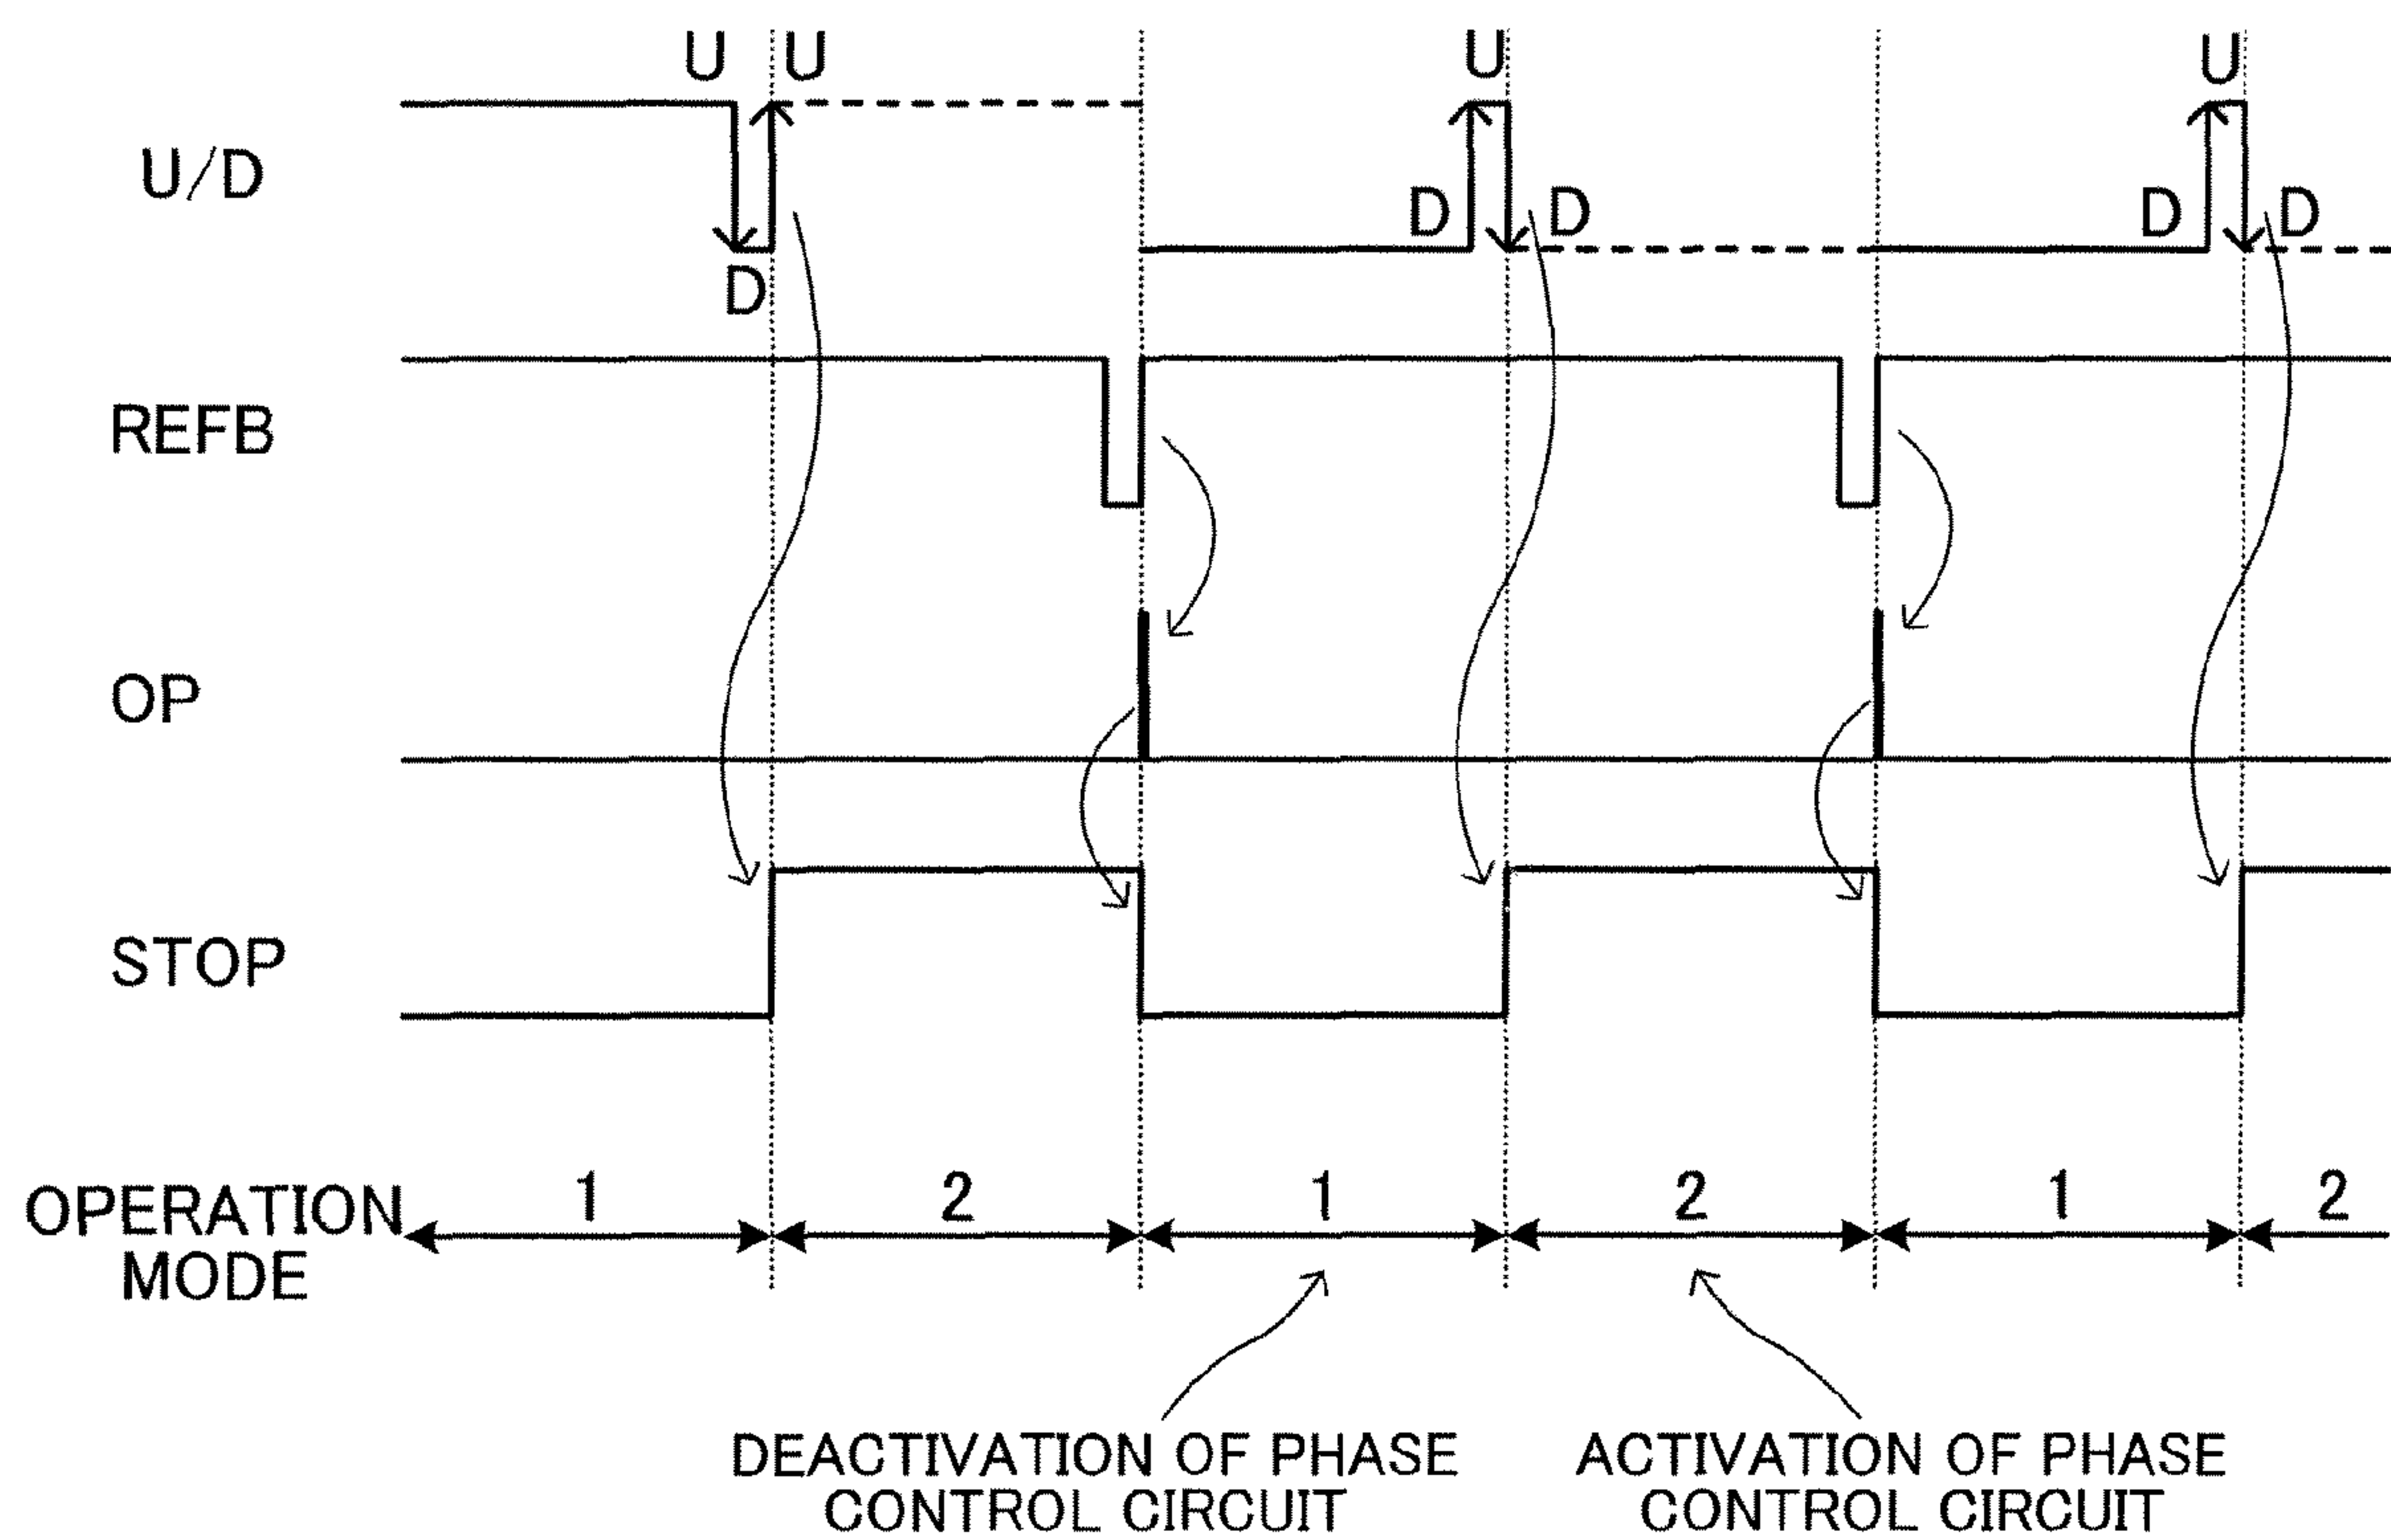 U U U U
U/D D D D D
D
REFB
OP
STOP
OPERATION MODE 1 2 1 2 1 2
DEACTIVATION OF PHASE
CONTROL CIRCUIT
ACTIVATION OF PHASE
CONTROL CIRCUIT